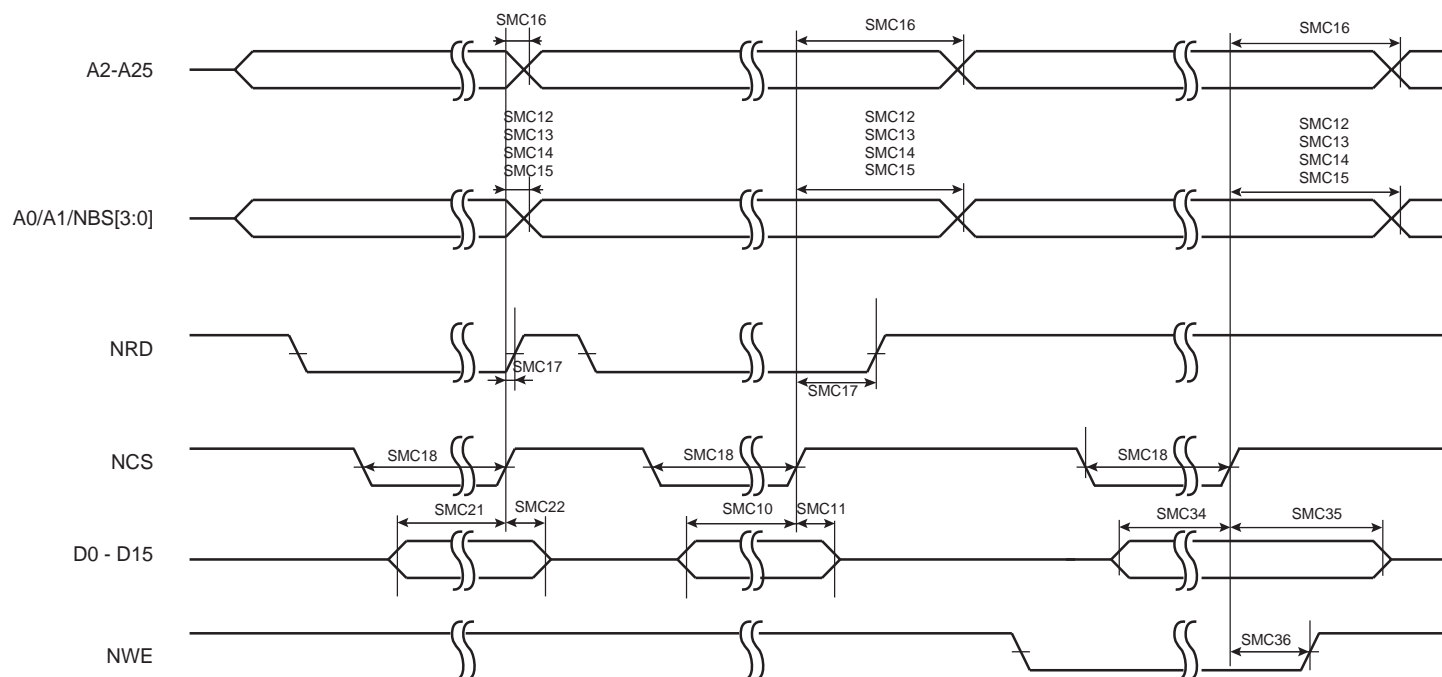 SMC16
SMC16
SMC16
A2-A25
SMC12
SMC13
SMC14
SMC15
SMC12
SMC13
SMC14
SMC15
SMC12
SMC13
SMC14
SMC15
A0/A1/NBS[3:0]
NRD
SMC17
SMC17
NCS
SMC18
SMC18
SMC18
SMC21
SMC22
SMC10
SMC11
SMC34
SMC35
D0 - D15
NWE
SMC36